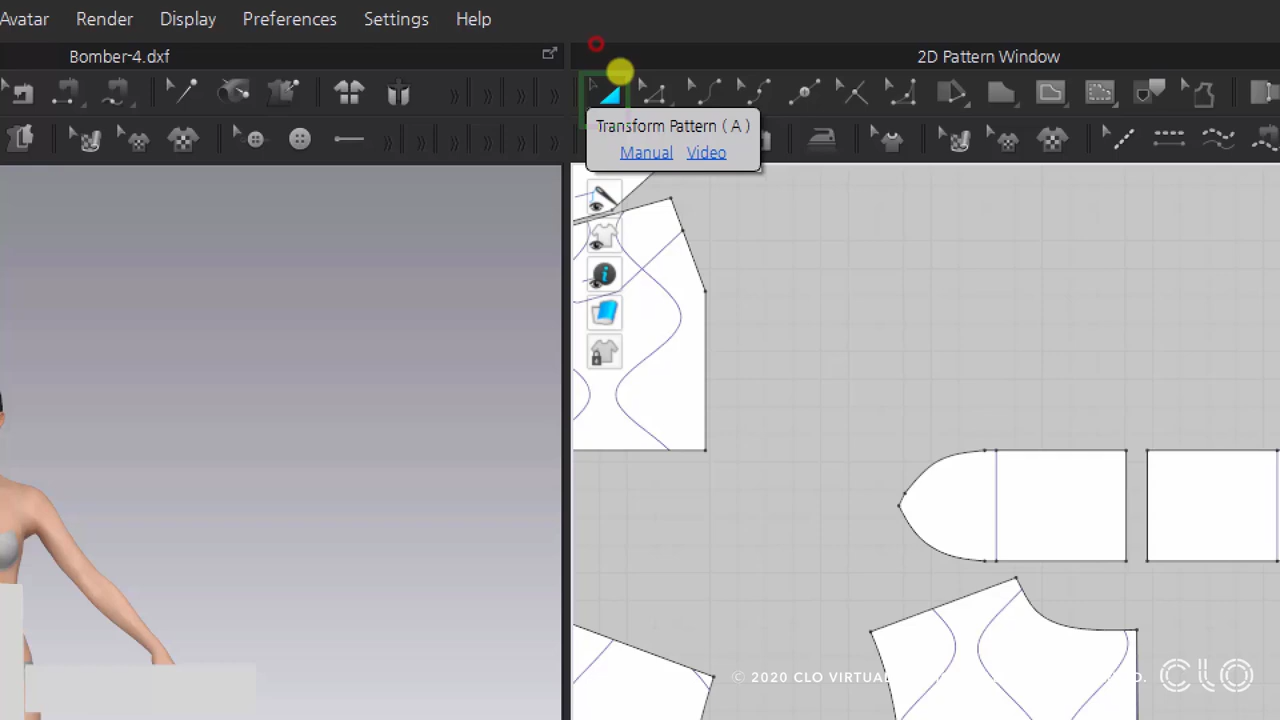 Avatar Render Display Preferences Settings Help
Bomber-4.dxf
2D Pattern Window
Transform Pattern ( A )
Manual Video
© 2020 CLO VIRTUAL
CLO